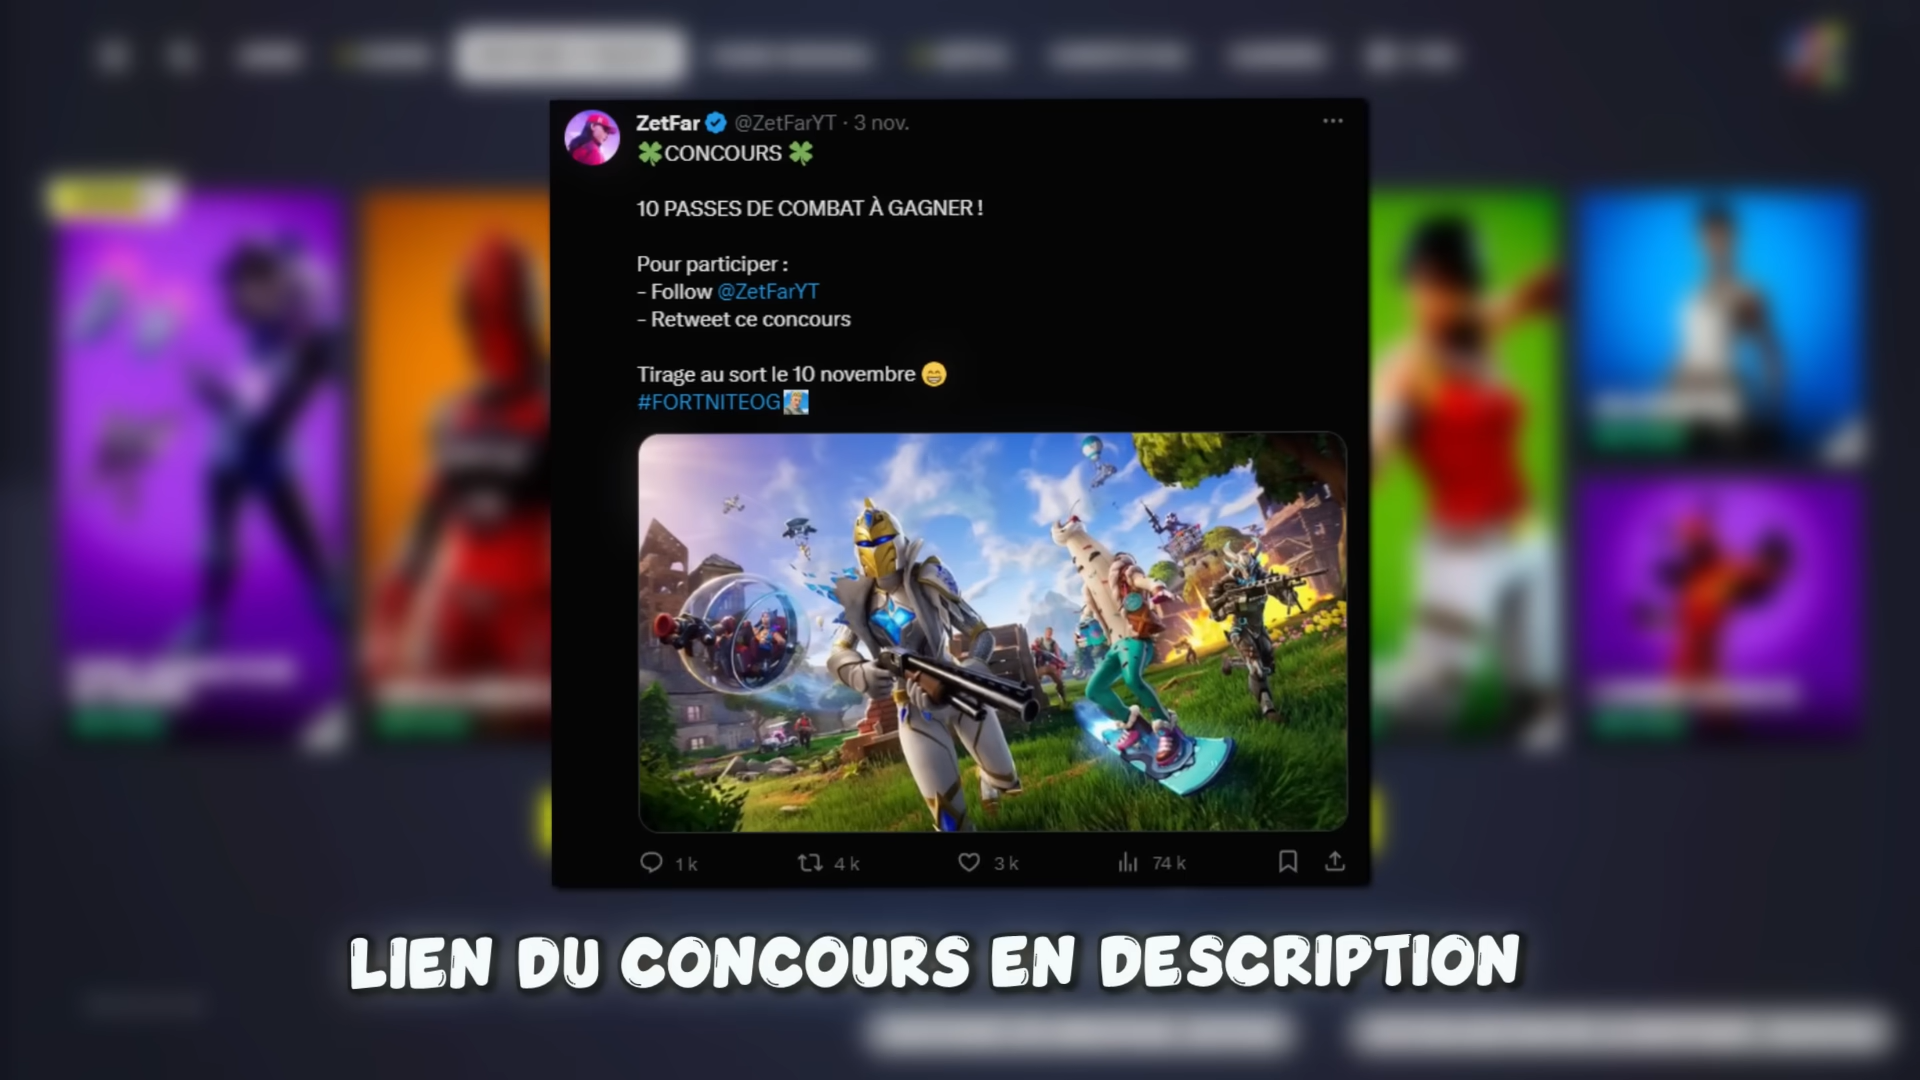 ZetFar @ZetFarYT · 3 nov.
🍀CONCOURS 🍀
10 PASSES DE COMBAT À GAGNER !
Pour participer :
- Follow @ZetFarYT
- Retweet ce concours
Tirage au sort le 10 novembre 😁
#FORTNITEOG
1 k 4 k 3 k 74 k
LIEN DU CONCOURS EN DESCRIPTION